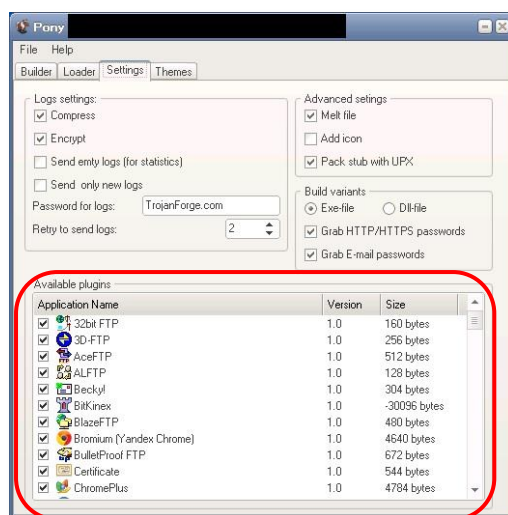 Pony
File Help
Builder Loader Settings Themes
Logs settings:
Compress
Encrypt
Send emty logs (for statistics)
Send only new logs
Password for logs: TrojanForge.com
Retry to send logs: 2
Advanced setings
Melt file
Add icon
Pack stub with UPX
Build variants
Exe-file Dll-file
Grab HTTP/HTTPS passwords
Grab E-mail passwords
Available plugins
Application Name Version Size
32bit FTP 1.0 160 bytes
3D-FTP 1.0 256 bytes
AceFTP 1.0 512 bytes
ALFTP 1.0 128 bytes
Becky! 1.0 304 bytes
BitKinex 1.0 -30096 bytes
BlazeFTP 1.0 480 bytes
Bromium (Yandex Chrome) 1.0 4640 bytes
BulletProof FTP 1.0 672 bytes
Certificate 1.0 544 bytes
ChromePlus 1.0 4784 bytes